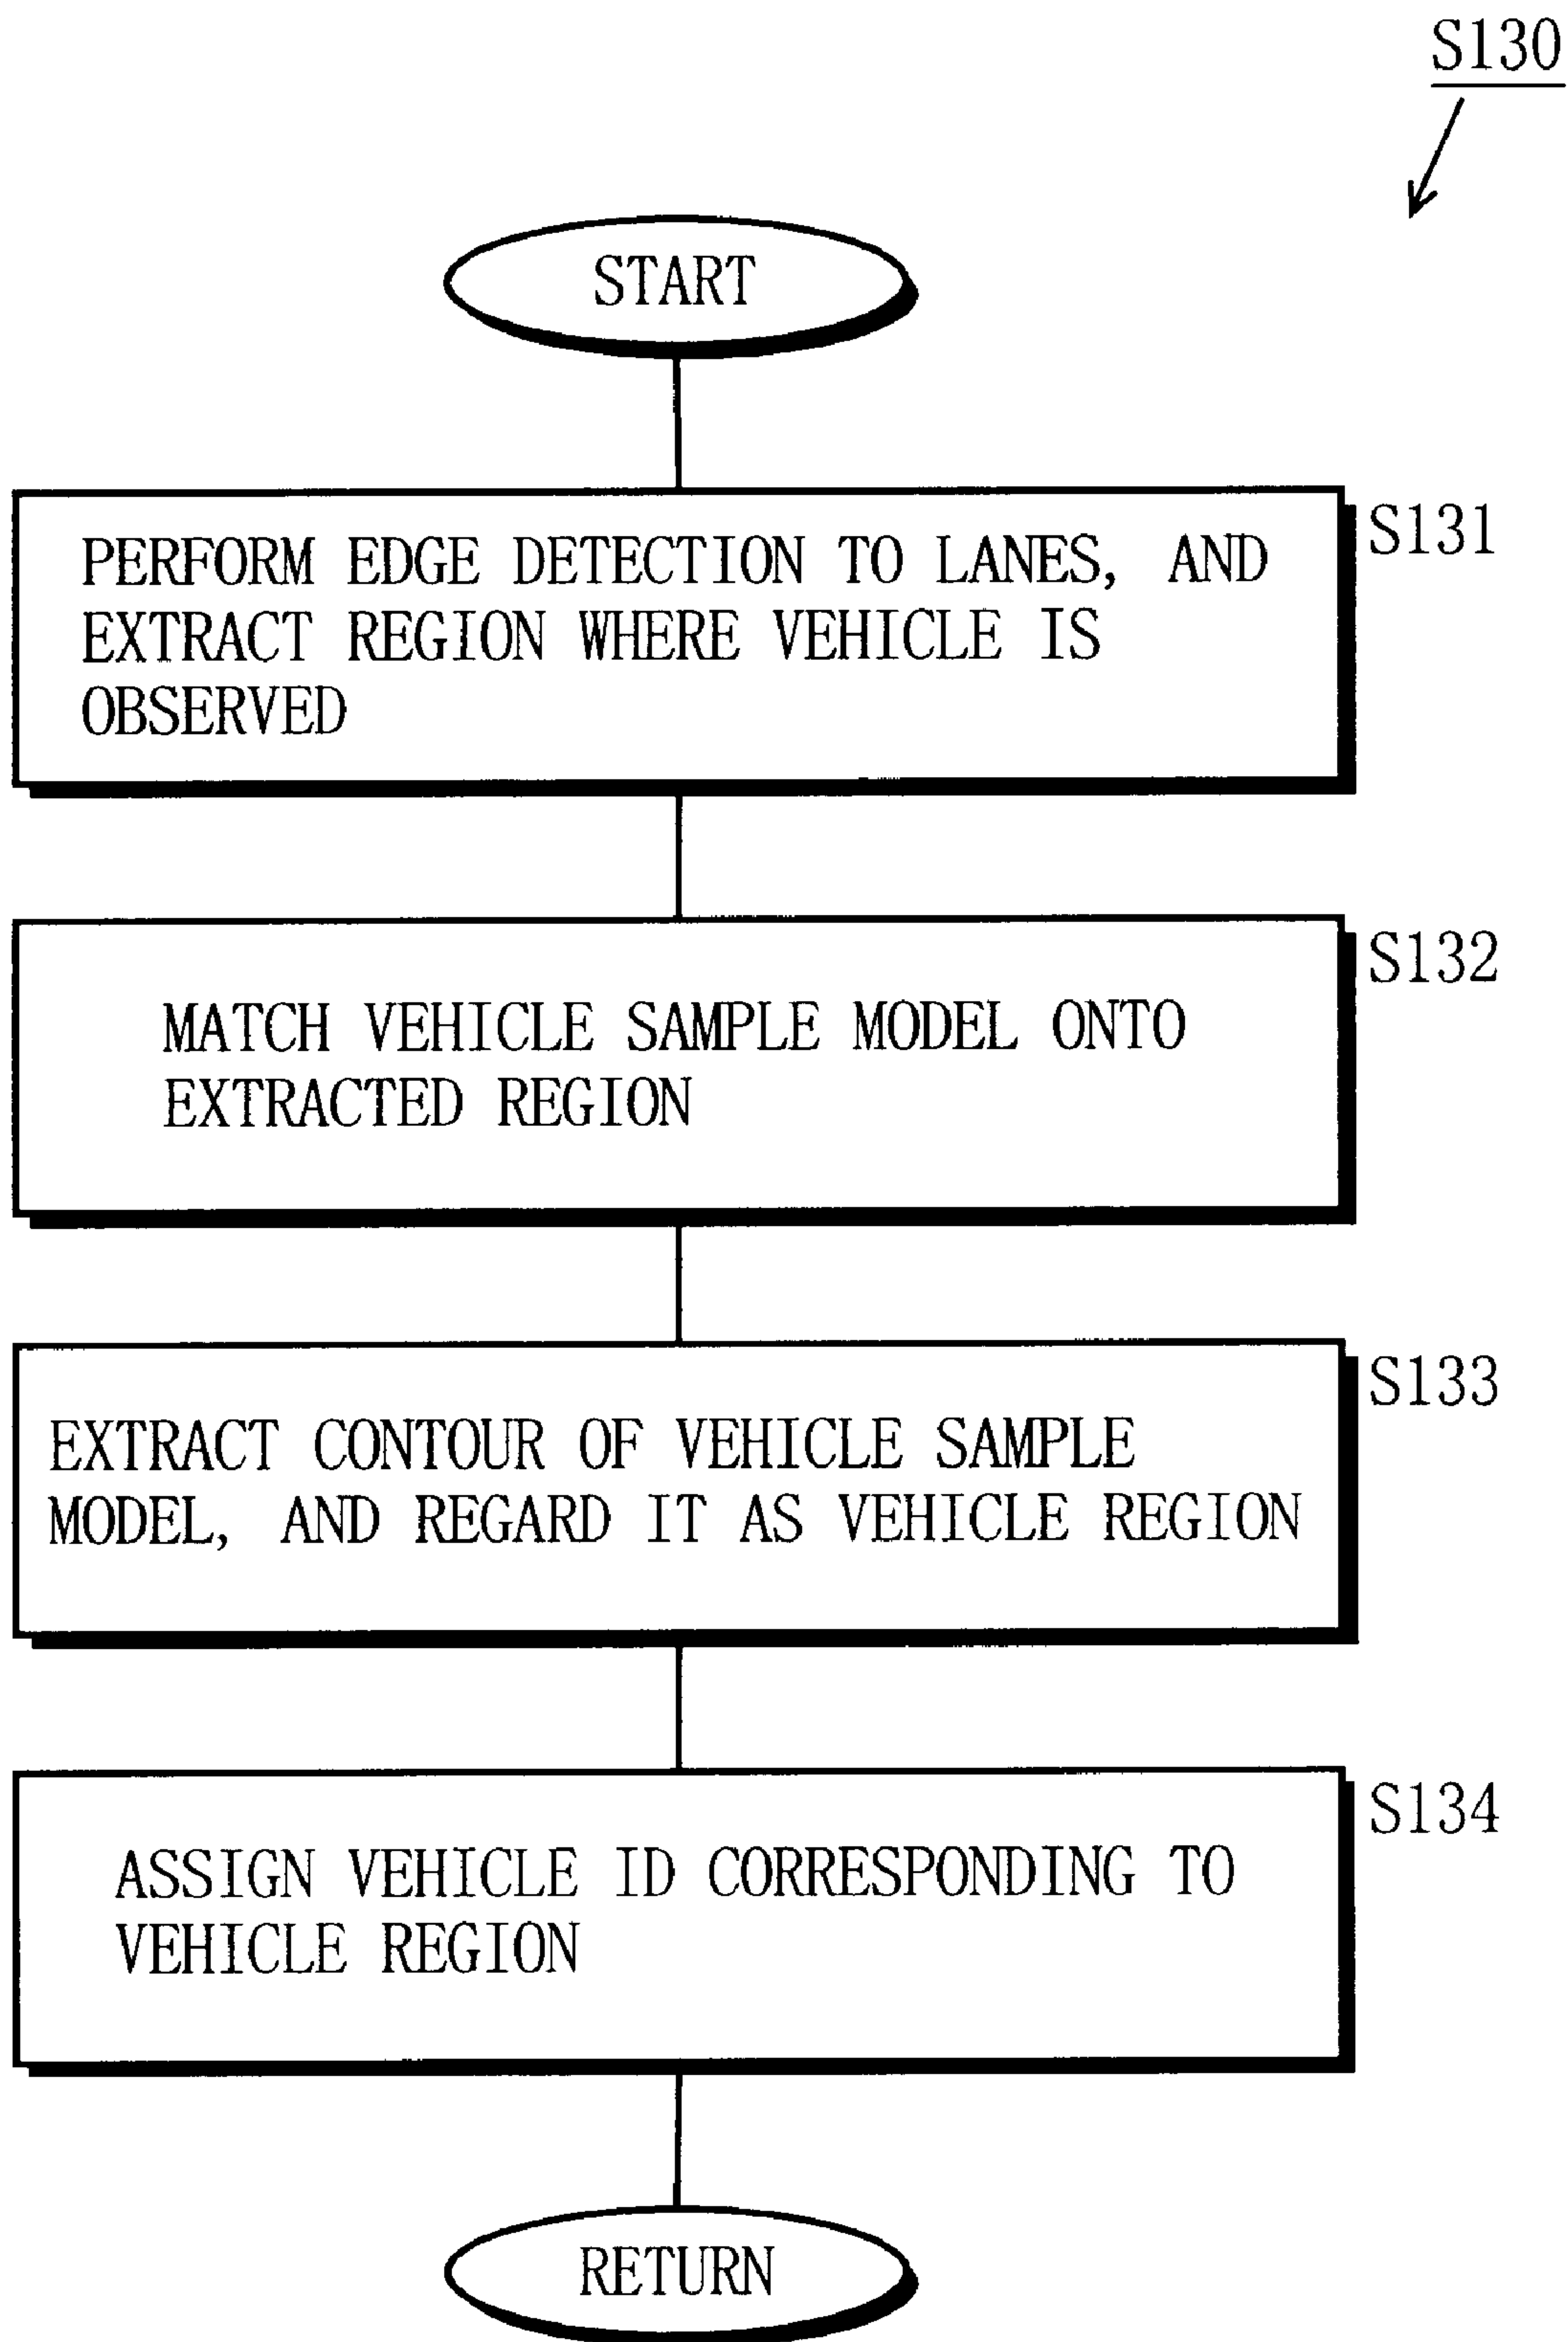 S130
START
S131
PERFORM EDGE DETECTION TO LANES, AND
EXTRACT REGION WHERE VEHICLE IS
OBSERVED
S132
MATCH VEHICLE SAMPLE MODEL ONTO
EXTRACTED REGION
S133
EXTRACT CONTOUR OF VEHICLE SAMPLE
MODEL, AND REGARD IT AS VEHICLE REGION
S134
ASSIGN VEHICLE ID CORRESPONDING TO
VEHICLE REGION
RETURN